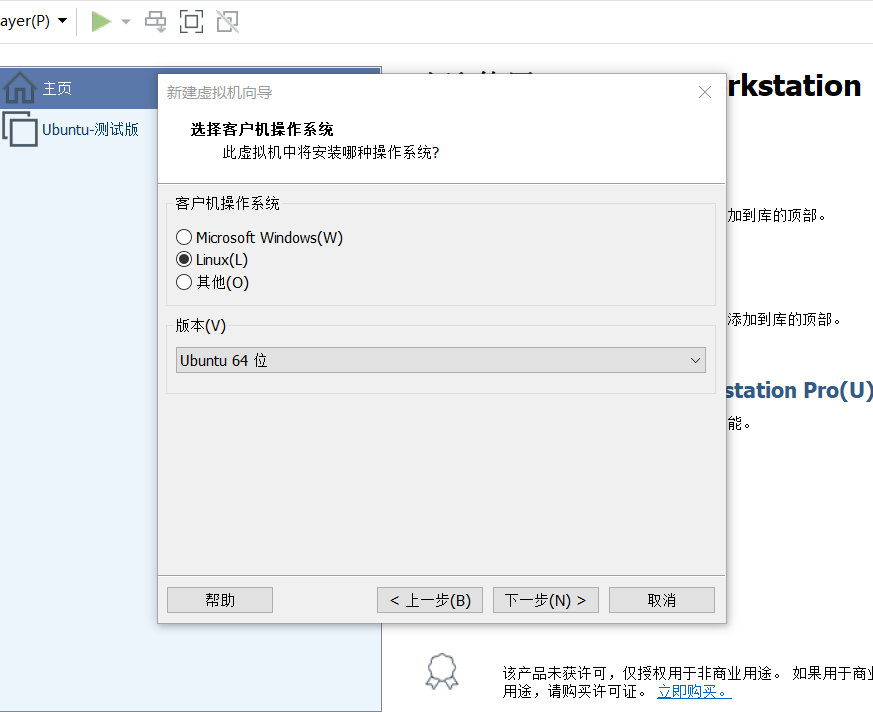 ayer(P)
主页
Ubuntu-测试版
rkstation
新建虚拟机向导
选择客户机操作系统
此虚拟机中将安装哪种操作系统?
客户机操作系统
Microsoft Windows(W)
Linux(L)
其他(O)
版本(V)
Ubuntu 64 位
加到库的顶部。
添加到库的顶部。
station Pro(U)
能。
帮助
< 上一步(B)
下一步(N) >
取消
该产品未获许可，仅授权用于非商业用途。 如果用于商业
用途，请购买许可证。 立即购买。